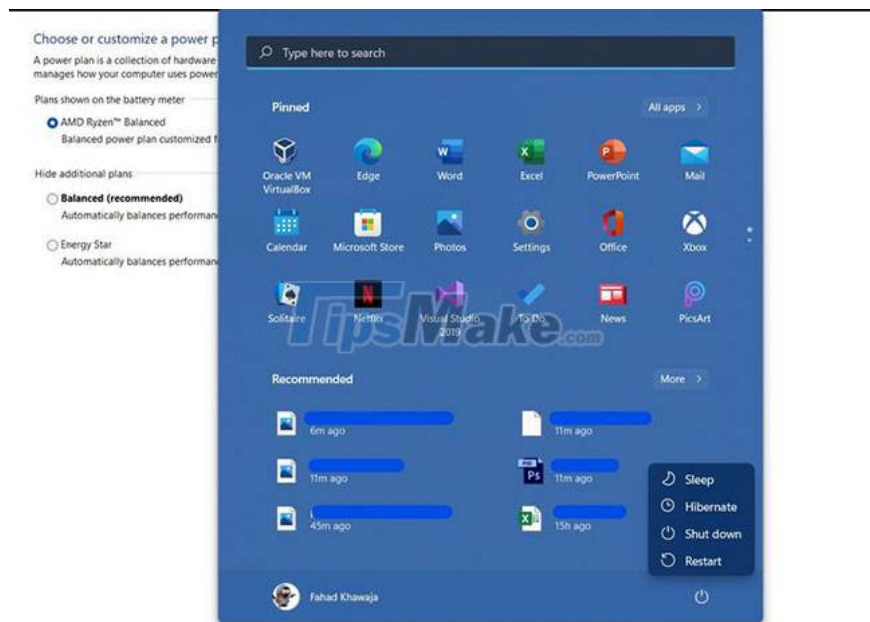 Choose or customize a power p
A power plan is a collection of hardware
manages how your computer uses power
Plans shown on the battery meter
AMD Ryzen™ Balanced
Balanced power plan customized f
Hide additional plans
Balanced (recommended)
Automatically balances performan
Energy Star
Automatically balances performan
Type here to search
Pinned
All apps
Oracle VM
VirtualBox
Edge
Word
Excel
PowerPoint
Mail
Calendar
Microsoft Store
Photos
Settings
Office
Xbox
Solitaire
Netflix
Visual Studio
2019
To Do
News
PicsArt
TipsMake.com
Recommended
More
6m ago
11m ago
11m ago
Ps
11m ago
45m ago
15h ago
Sleep
Hibernate
Shut down
Restart
Fahad Khawaja